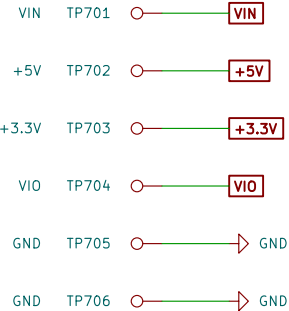 VIN TP701 VIN
+5V TP702 +5V
+3.3V TP703 +3.3V
VIO TP704 VIO
GND TP705 GND
GND TP706 GND